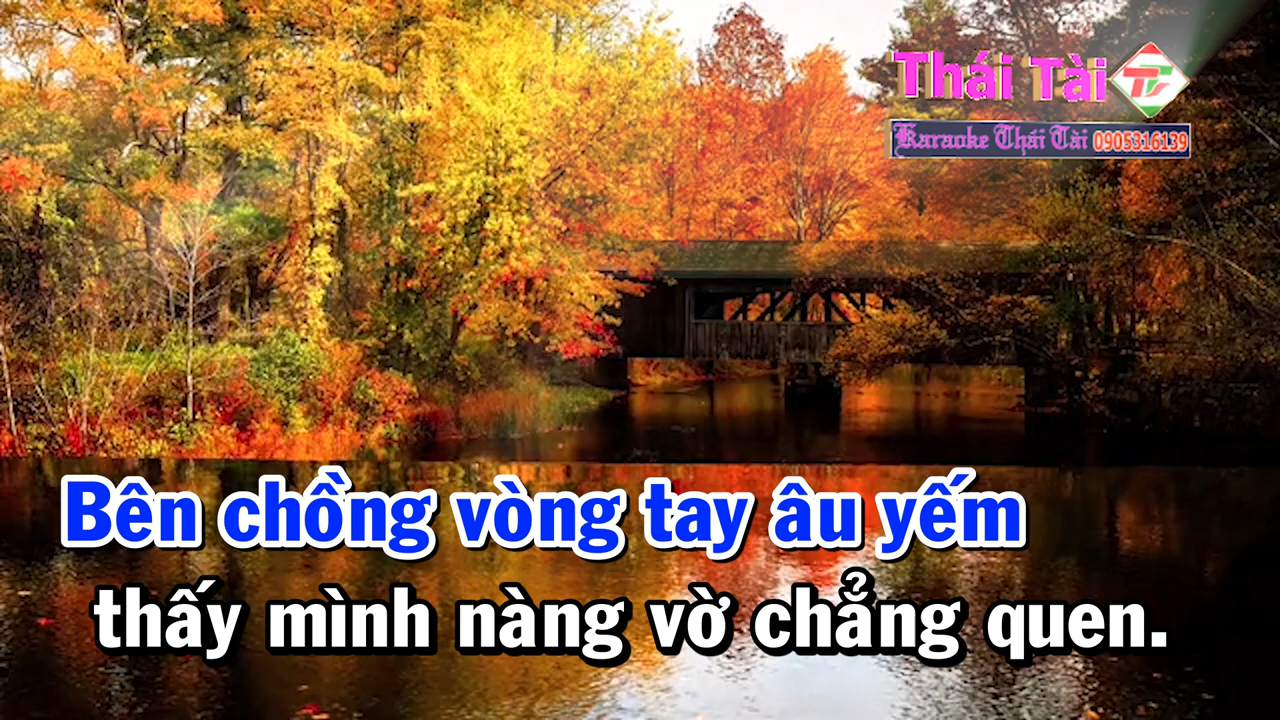 Thái Tài
Karaoke Thái Tài 0905316139
Bên chồng vòng tay âu yếm
thấy mình nàng vờ chẳng quen.